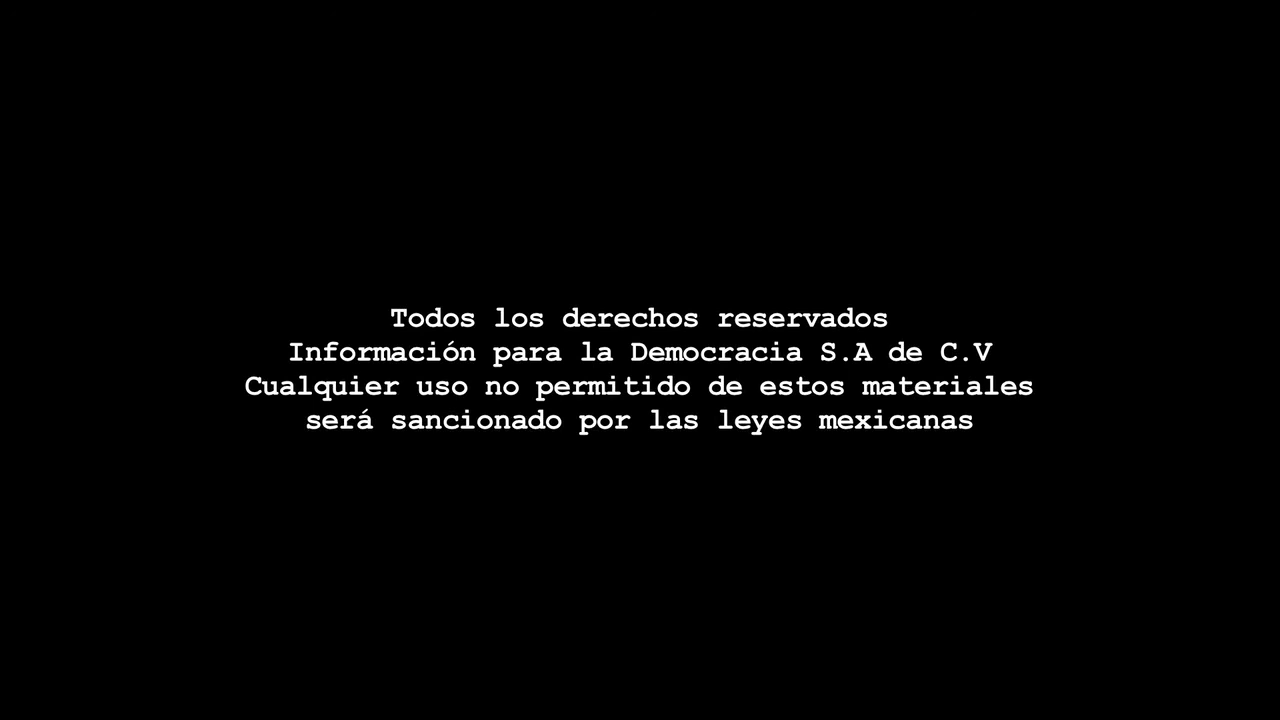 Todos los derechos reservados
Información para la Democracia S.A de C.V
Cualquier uso no permitido de estos materiales
será sancionado por las leyes mexicanas